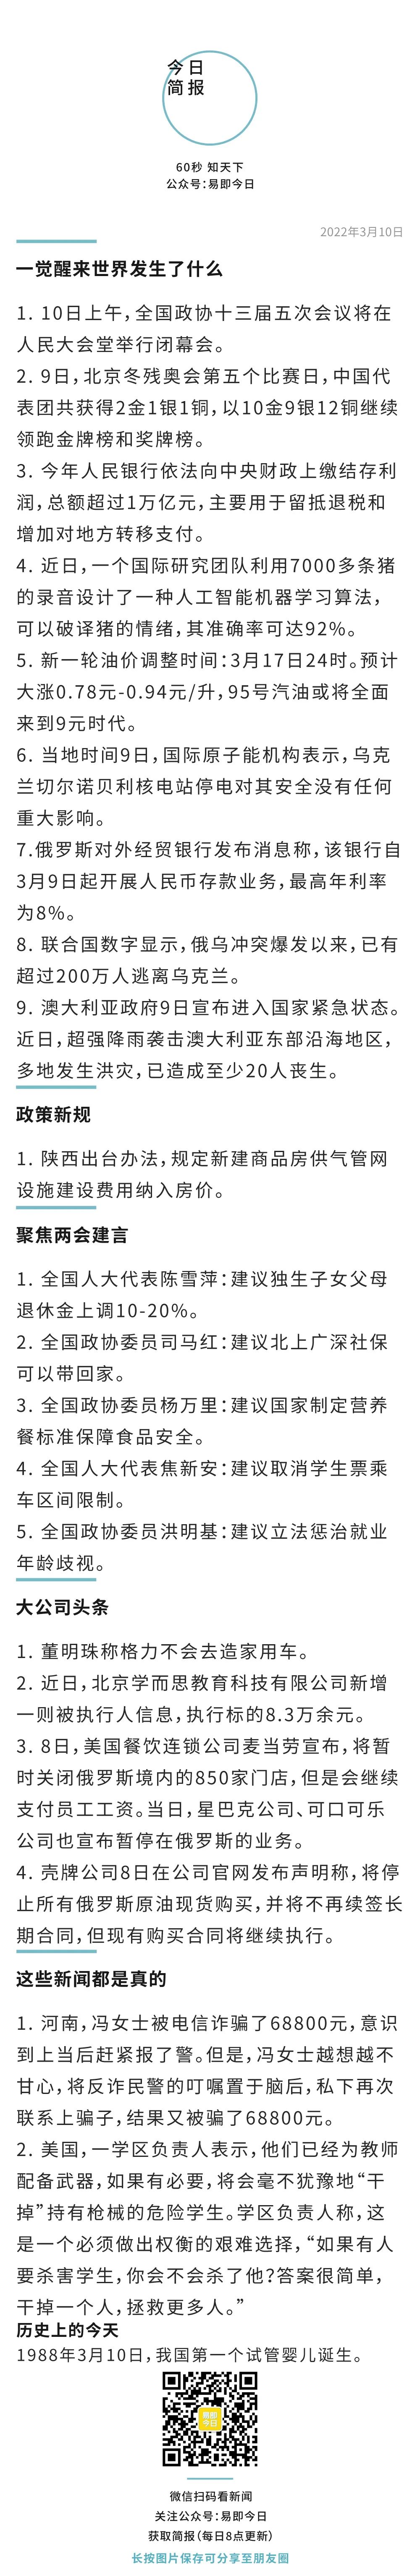 今日
简报
60秒 知天下
公众号：易即今日
2022年3月10日
一觉醒来世界发生了什么
1. 10日上午，全国政协十三届五次会议将在
人民大会堂举行闭幕会。
2. 9日，北京冬残奥会第五个比赛日，中国代
表团共获得2金1银1铜，以10金9银12铜继续
领跑金牌榜和奖牌榜。
3. 今年人民银行依法向中央财政上缴结存利
润，总额超过1万亿元，主要用于留抵退税和
增加对地方转移支付。
4. 近日，一个国际研究团队利用7000多条猪
的录音设计了一种人工智能机器学习算法，
可以破译猪的情绪，其准确率可达92%。
5. 新一轮油价调整时间：3月17日24时。预计
大涨0.78元-0.94元/升，95号汽油或将全面
来到9元时代。
6. 当地时间9日，国际原子能机构表示，乌克
兰切尔诺贝利核电站停电对其安全没有任何
重大影响。
7.俄罗斯对外经贸银行发布消息称，该银行自
3月9日起开展人民币存款业务，最高年利率
为8%。
8. 联合国数字显示，俄乌冲突爆发以来，已有
超过200万人逃离乌克兰。
9. 澳大利亚政府9日宣布进入国家紧急状态。
近日，超强降雨袭击澳大利亚东部沿海地区，
多地发生洪灾，已造成至少20人丧生。
政策新规
1. 陕西出台办法，规定新建商品房供气管网
设施建设费用纳入房价。
聚焦两会建言
1. 全国人大代表陈雪萍：建议独生子女父母
退休金上调10-20%。
2. 全国政协委员司马红：建议北上广深社保
可以带回家。
3. 全国政协委员杨万里：建议国家制定营养
餐标准保障食品安全。
4. 全国人大代表焦新安：建议取消学生票乘
车区间限制。
5. 全国政协委员洪明基：建议立法惩治就业
年龄歧视。
大公司头条
1. 董明珠称格力不会去造家用车。
2. 近日，北京学而思教育科技有限公司新增
一则被执行人信息，执行标的8.3万余元。
3. 8日，美国餐饮连锁公司麦当劳宣布，将暂
时关闭俄罗斯境内的850家门店，但是会继续
支付员工工资。当日，星巴克公司、可口可乐
公司也宣布暂停在俄罗斯的业务。
4. 壳牌公司8日在公司官网发布声明称，将停
止所有俄罗斯原油现货购买，并将不再续签长
期合同，但现有购买合同将继续执行。
这些新闻都是真的
1. 河南，冯女士被电信诈骗了68800元，意识
到上当后赶紧报了警。但是，冯女士越想越不
甘心，将反诈民警的叮嘱置于脑后，私下再次
联系上骗子，结果又被骗了68800元。
2. 美国，一学区负责人表示，他们已经为教师
配备武器，如果有必要，将会毫不犹豫地“干
掉”持有枪械的危险学生。学区负责人称，这
是一个必须做出权衡的艰难选择，“如果有人
要杀害学生，你会不会杀了他？答案很简单，
干掉一个人，拯救更多人。”
历史上的今天
1988年3月10日，我国第一个试管婴儿诞生。
易即
今日
微信扫码看新闻
关注公众号：易即今日
获取简报（每日8点更新）
长按图片保存可分享至朋友圈